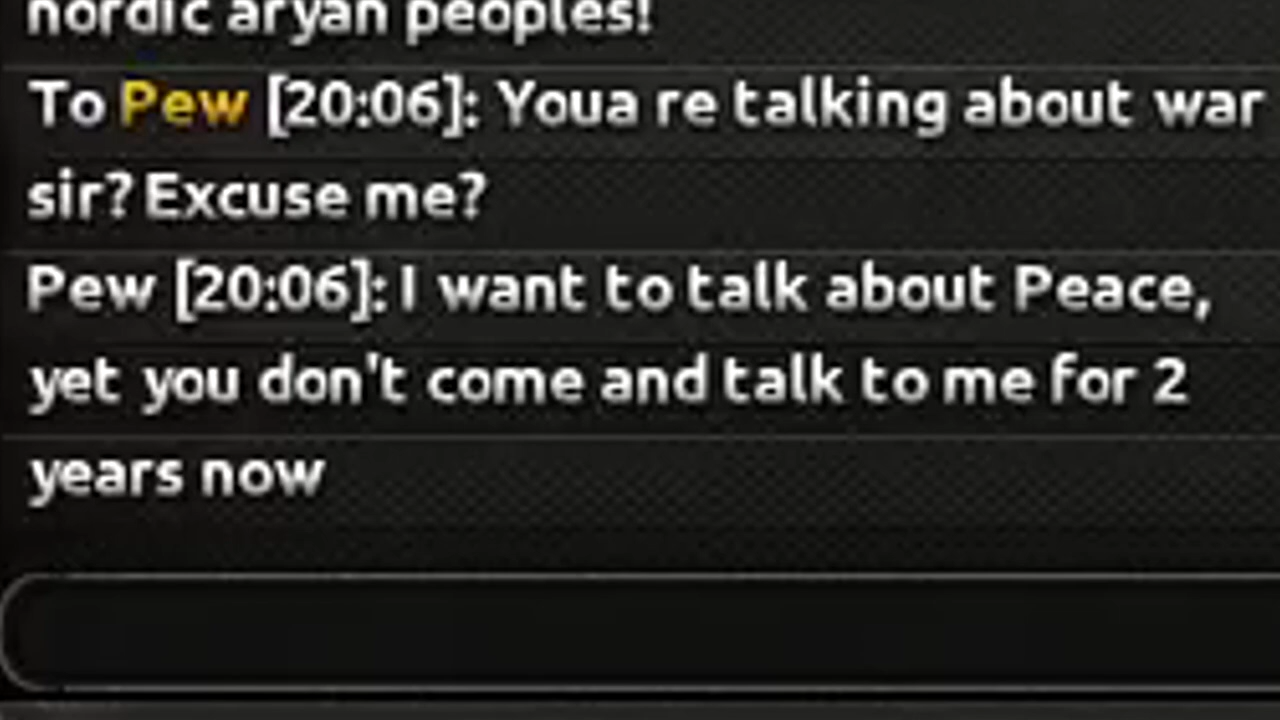 nordic aryan peoples!
To Pew [20:06]: Youa re talking about war
sir? Excuse me?
Pew [20:06]: I want to talk about Peace,
yet you don't come and talk to me for 2
years now